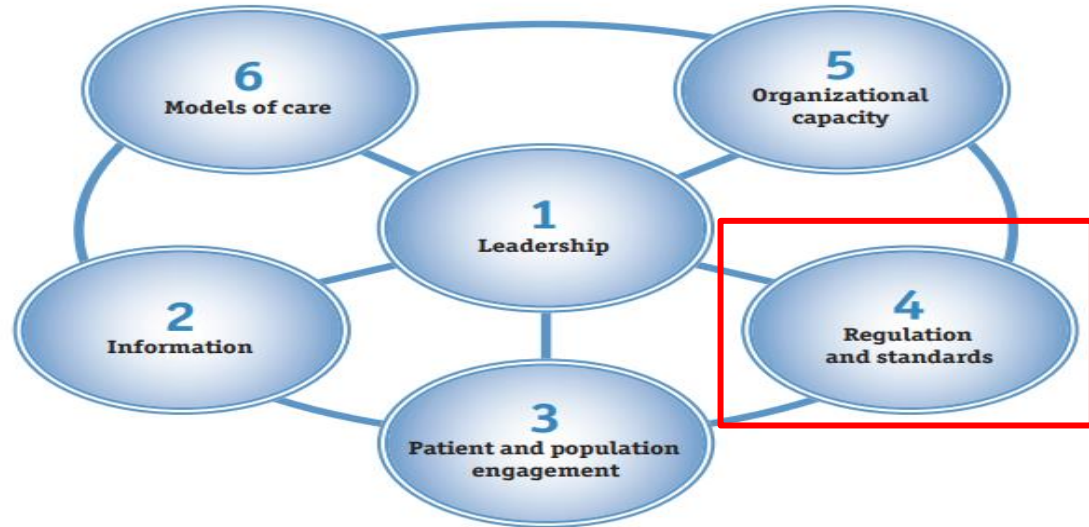 6
Models of care
5
Organizational
capacity
1
Leadership
2
Information
4
Regulation
and standards
3
Patient and population
engagement